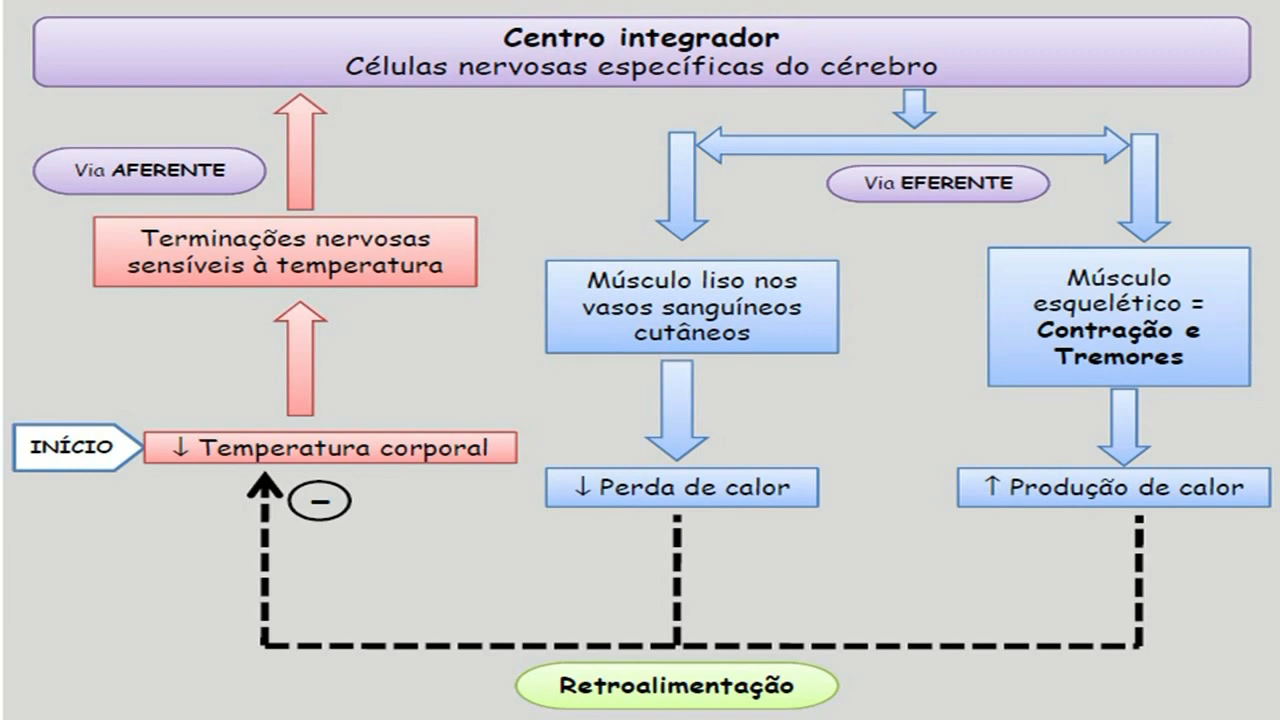 Centro integrador
Células nervosas específicas do cérebro
Via AFERENTE
Via EFERENTE
Terminações nervosas
sensíveis à temperatura
Músculo liso nos
vasos sanguíneos
cutâneos
Músculo
esquelético =
Contração e
Tremores
INÍCIO
↓ Temperatura corporal
−
↓ Perda de calor
↑ Produção de calor
Retroalimentação